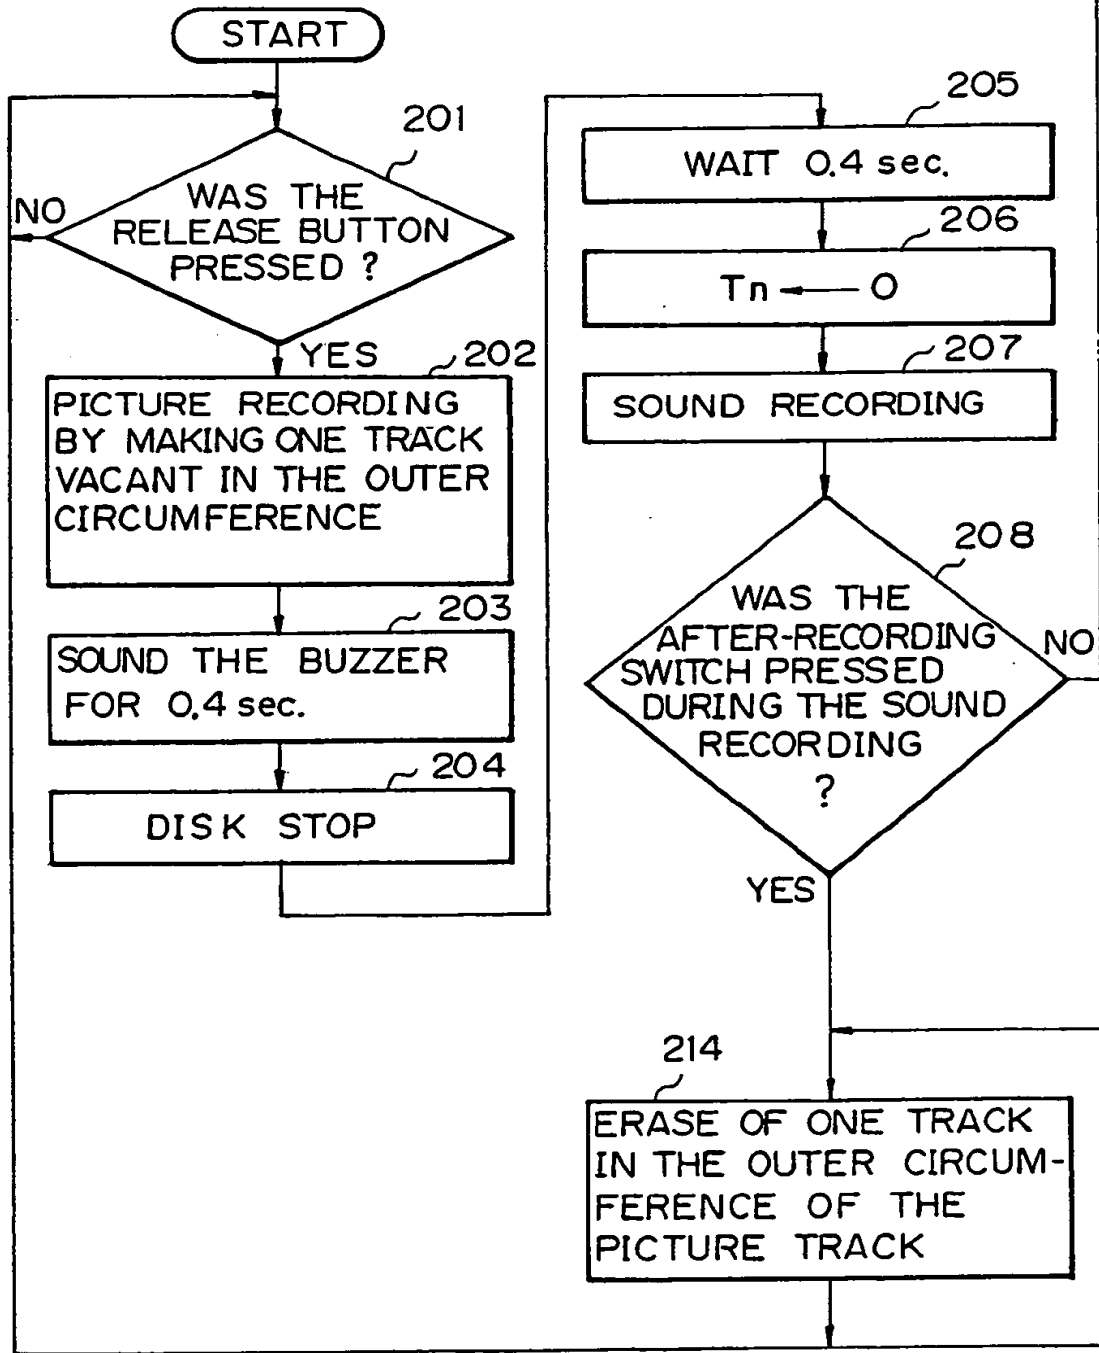 START
201
WAS THE
RELEASE BUTTON
PRESSED ?
NO
YES
202
PICTURE RECORDING
BY MAKING ONE TRACK
VACANT IN THE OUTER
CIRCUMFERENCE
203
SOUND THE BUZZER
FOR 0.4 sec.
204
DISK STOP
205
WAIT 0.4 sec.
206
Tn ← 0
207
SOUND RECORDING
208
WAS THE
AFTER-RECORDING
SWITCH PRESSED
DURING THE SOUND
RECORDING
?
NO
YES
214
ERASE OF ONE TRACK
IN THE OUTER CIRCUM-
FERENCE OF THE
PICTURE TRACK